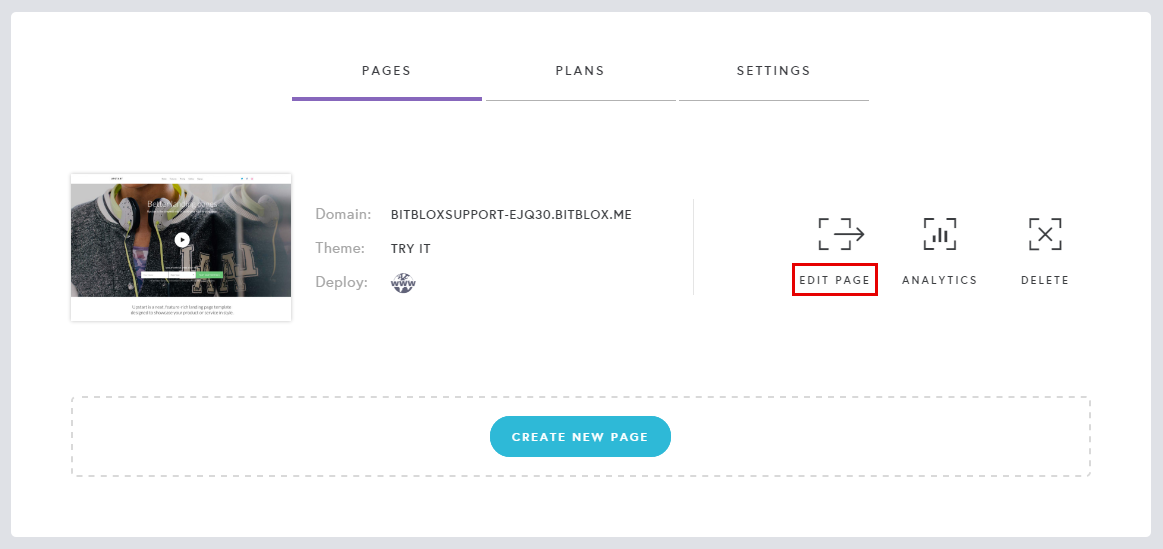 PAGES PLANS SETTINGS
Domain: BITBLOXSUPPORT-EJQ30.BITBLOX.ME
Theme: TRY IT
Deploy: WWW
EDIT PAGE ANALYTICS DELETE
CREATE NEW PAGE